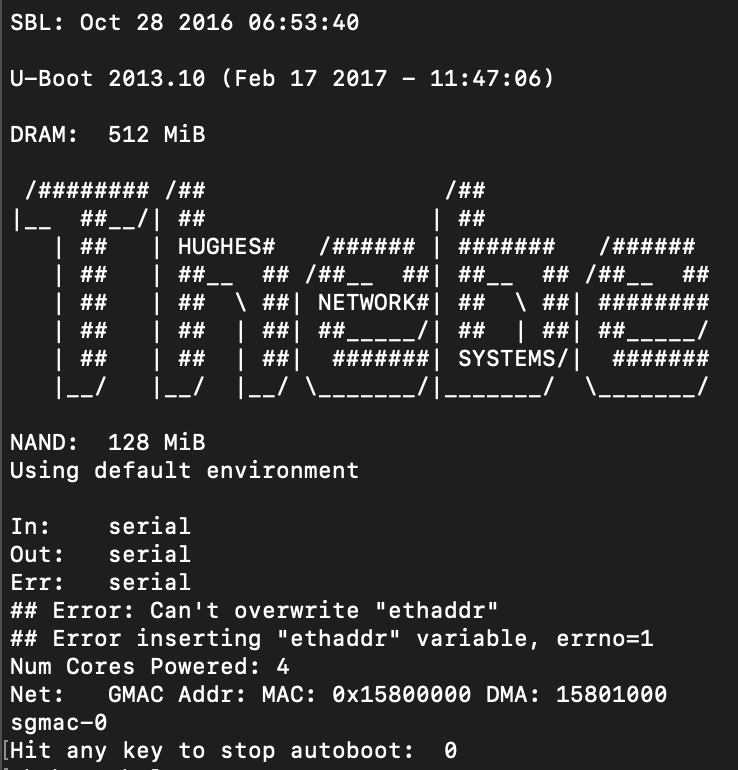 SBL: Oct 28 2016 06:53:40
U-Boot 2013.10 (Feb 17 2017 - 11:47:06)
DRAM:  512 MiB
 /######## /##                 /##
|__  ##__/| ##                | ##
   | ##   | HUGHES#   /###### | #######   /######
   | ##   | ##__  ## /##__  ##| ##__  ## /##__  ##
   | ##   | ##  \ ##| NETWORK#| ##  \ ##| ########
   | ##   | ##  | ##| ##_____/| ##  | ##| ##_____/
   | ##   | ##  | ##|  #######| SYSTEMS/|  #######
   |__/   |__/  |__/ \_______/|_______/  \_______/
NAND:  128 MiB
Using default environment
In:    serial
Out:   serial
Err:   serial
## Error: Can't overwrite "ethaddr"
## Error inserting "ethaddr" variable, errno=1
Num Cores Powered: 4
Net:   GMAC Addr: MAC: 0x15800000 DMA: 15801000
sgmac-0
Hit any key to stop autoboot:  0